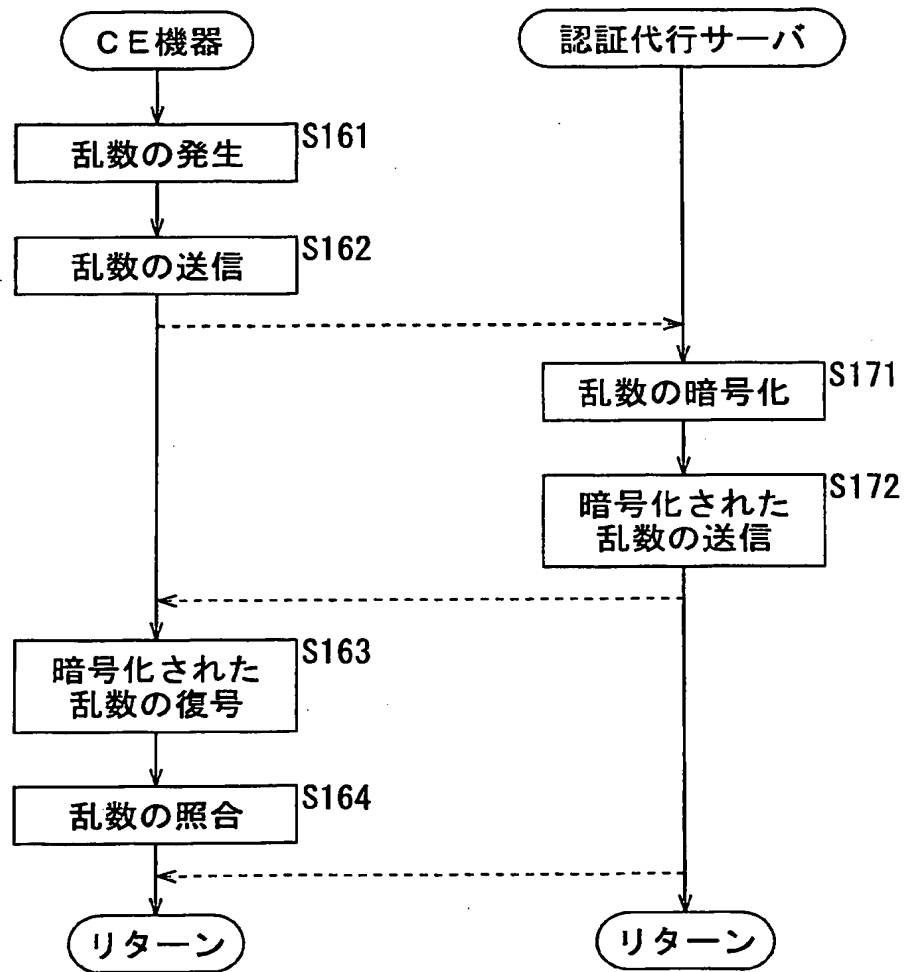 CE機器
認証代行サーバ
乱数の発生
S161
乱数の送信
S162
乱数の暗号化
S171
暗号化された
乱数の送信
S172
暗号化された
乱数の復号
S163
乱数の照合
S164
リターン
リターン